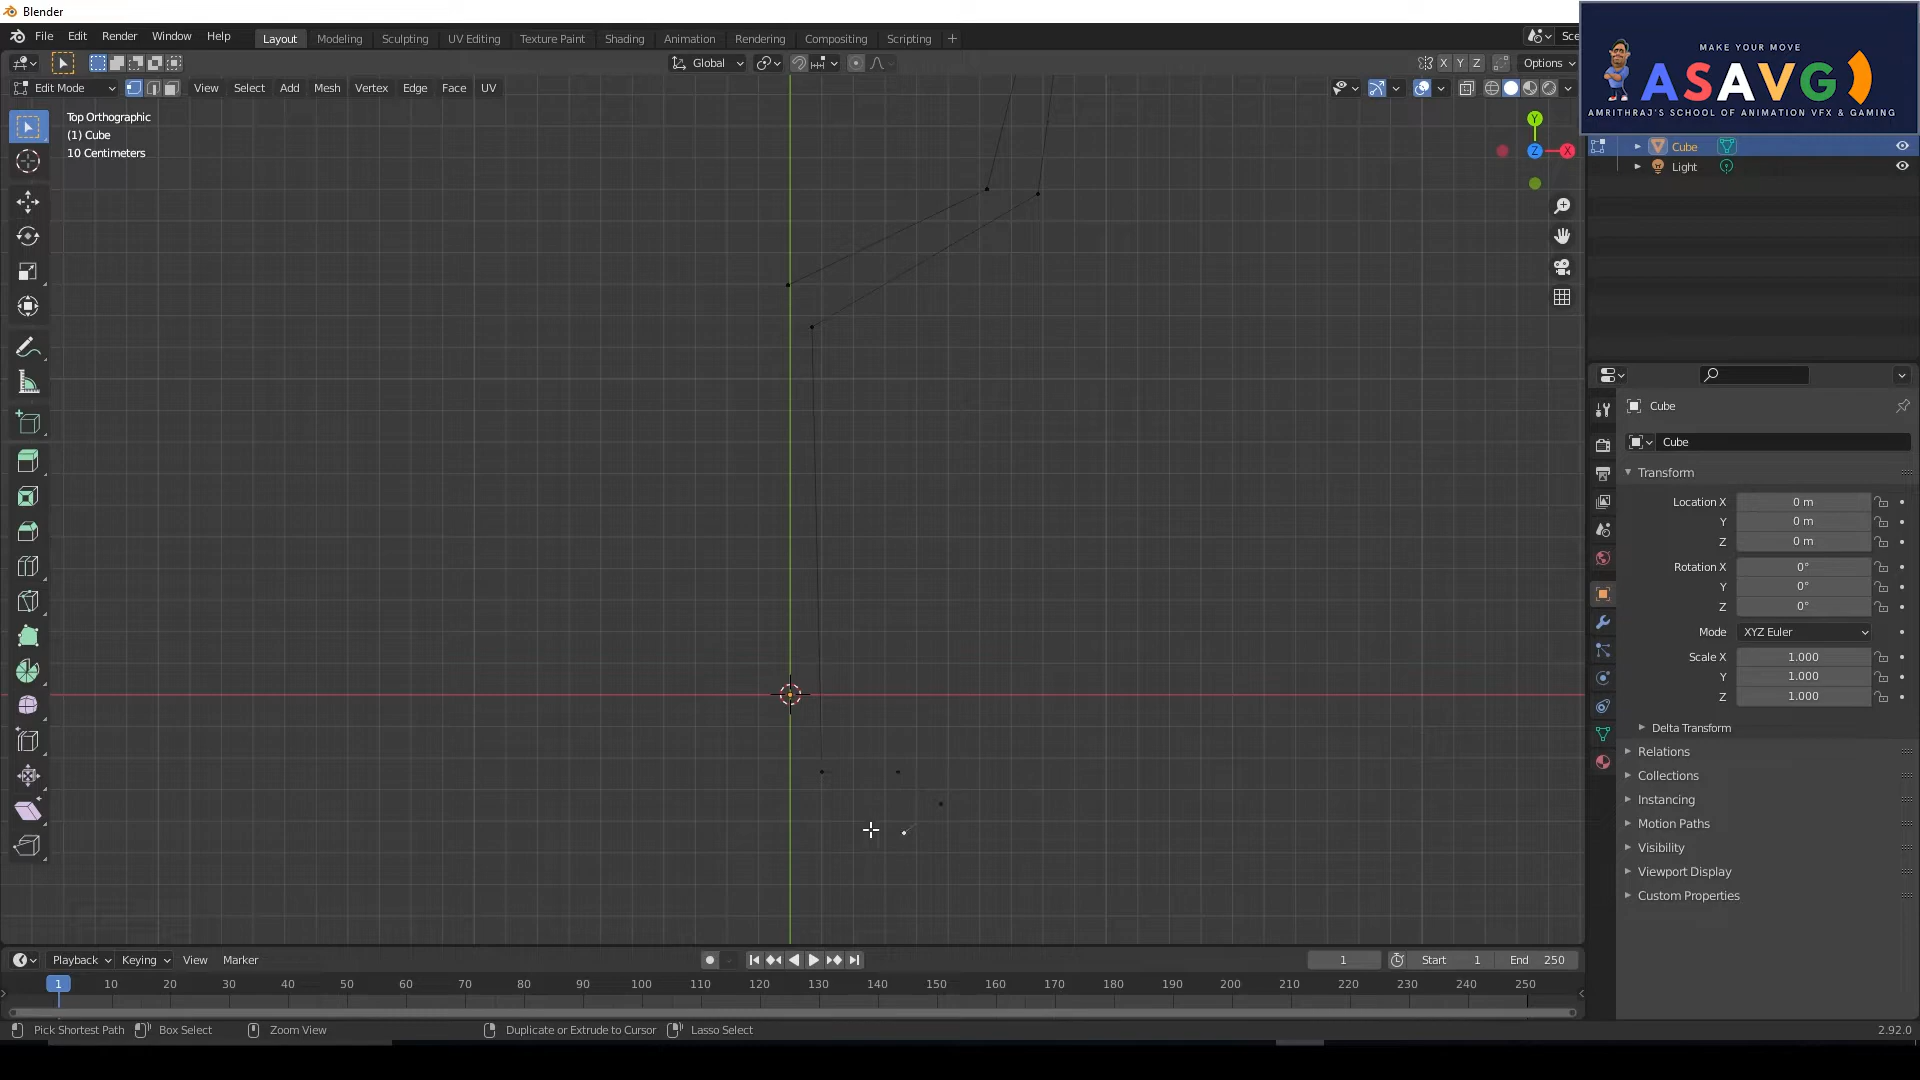 Blender
File Edit Render Window Help
Layout Modeling Sculpting UV Editing Texture Paint Shading Animation Rendering Compositing Scripting
Sce
MAKE YOUR MOVE
ASAVG
AMRITHRAJ'S SCHOOL OF ANIMATION VFX & GAMING
Global
X Y Z Options
Edit Mode View Select Add Mesh Vertex Edge Face UV
Top Orthographic
(1) Cube
10 Centimeters
Y
Z X
Cube
Light
Cube
Cube
Transform
Location X 0 m
Y 0 m
Z 0 m
Rotation X 0°
Y 0°
Z 0°
Mode XYZ Euler
Scale X 1.000
Y 1.000
Z 1.000
Delta Transform
Relations
Collections
Instancing
Motion Paths
Visibility
Viewport Display
Custom Properties
Playback Keying View Marker
1 Start 1 End 250
1 10 20 30 40 50 60 70 80 90 100 110 120 130 140 150 160 170 180 190 200 210 220 230 240 250
Pick Shortest Path Box Select Zoom View Duplicate or Extrude to Cursor Lasso Select 2.92.0